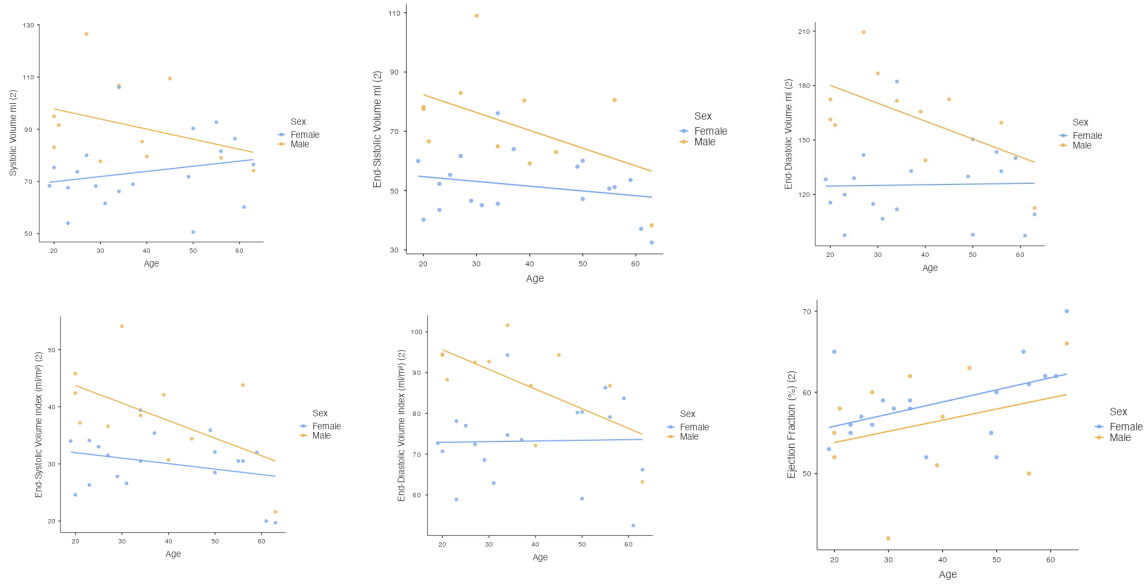 130
110
90
70
50
Systolic Volume ml (2)
20 30 40 50 60
Age
Sex
Female
Male
110
90
70
50
30
End-Sistolic Volume ml (2)
20 30 40 50 60
Age
Sex
Female
Male
210
180
150
120
End-Diastolic Volume ml (2)
20 30 40 50 60
Age
Sex
Female
Male
50
40
30
20
End-Systolic Volume Index (ml/m²) (2)
20 30 40 50 60
Age
Sex
Female
Male
100
90
80
70
60
End-Diastolic Volume Index (ml/m²) (2)
20 30 40 50 60
Age
Sex
Female
Male
70
60
50
Ejection Fraction (%) (2)
20 30 40 50 60
Age
Sex
Female
Male